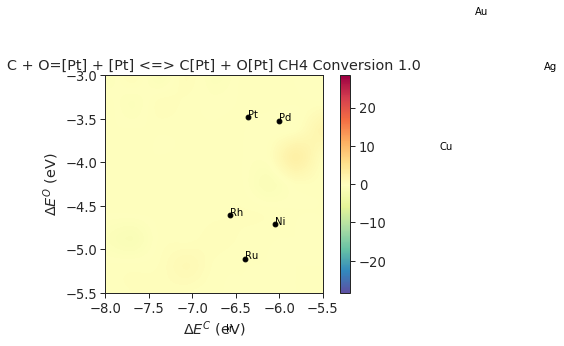 Au
C + O=[Pt] + [Pt] <=> C[Pt] + O[Pt] CH4 Conversion 1.0
Ag
−3.0
−3.5
−4.0
−4.5
−5.0
−5.5
ΔE^O (eV)
Pt
Pd
Cu
Rh
Ni
Ru
20
10
0
−10
−20
−8.0 −7.5 −7.0 −6.5 −6.0 −5.5
ΔE^C (eV)
Ir